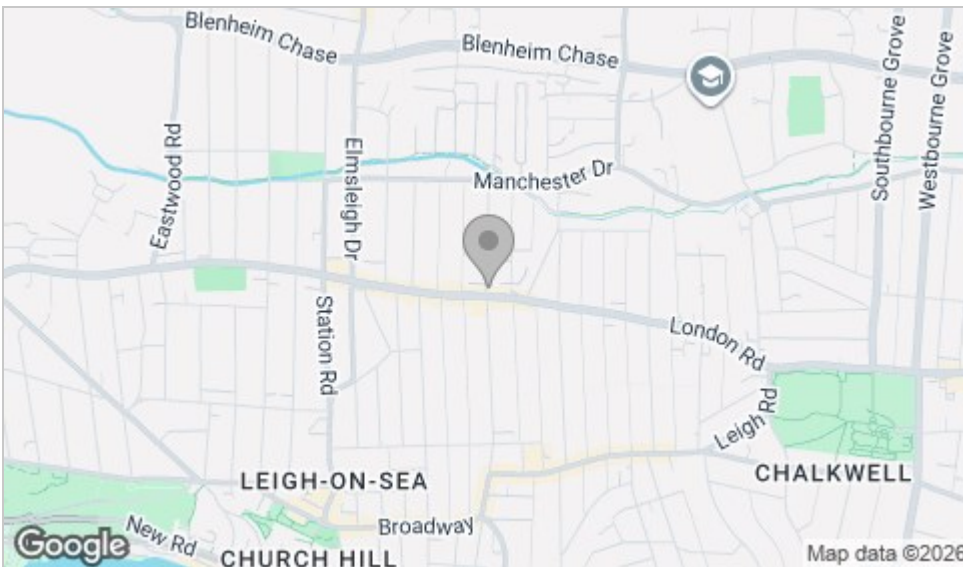 Blenheim Chase
Blenheim Chase
Southbourne Grove
Westbourne Grove
Eastwood Rd
Elmsleigh Dr
Manchester Dr
Station Rd
London Rd
Leigh Rd
LEIGH-ON-SEA
CHALKWELL
Broadway
New Rd
CHURCH HILL
Google
Map data ©2026